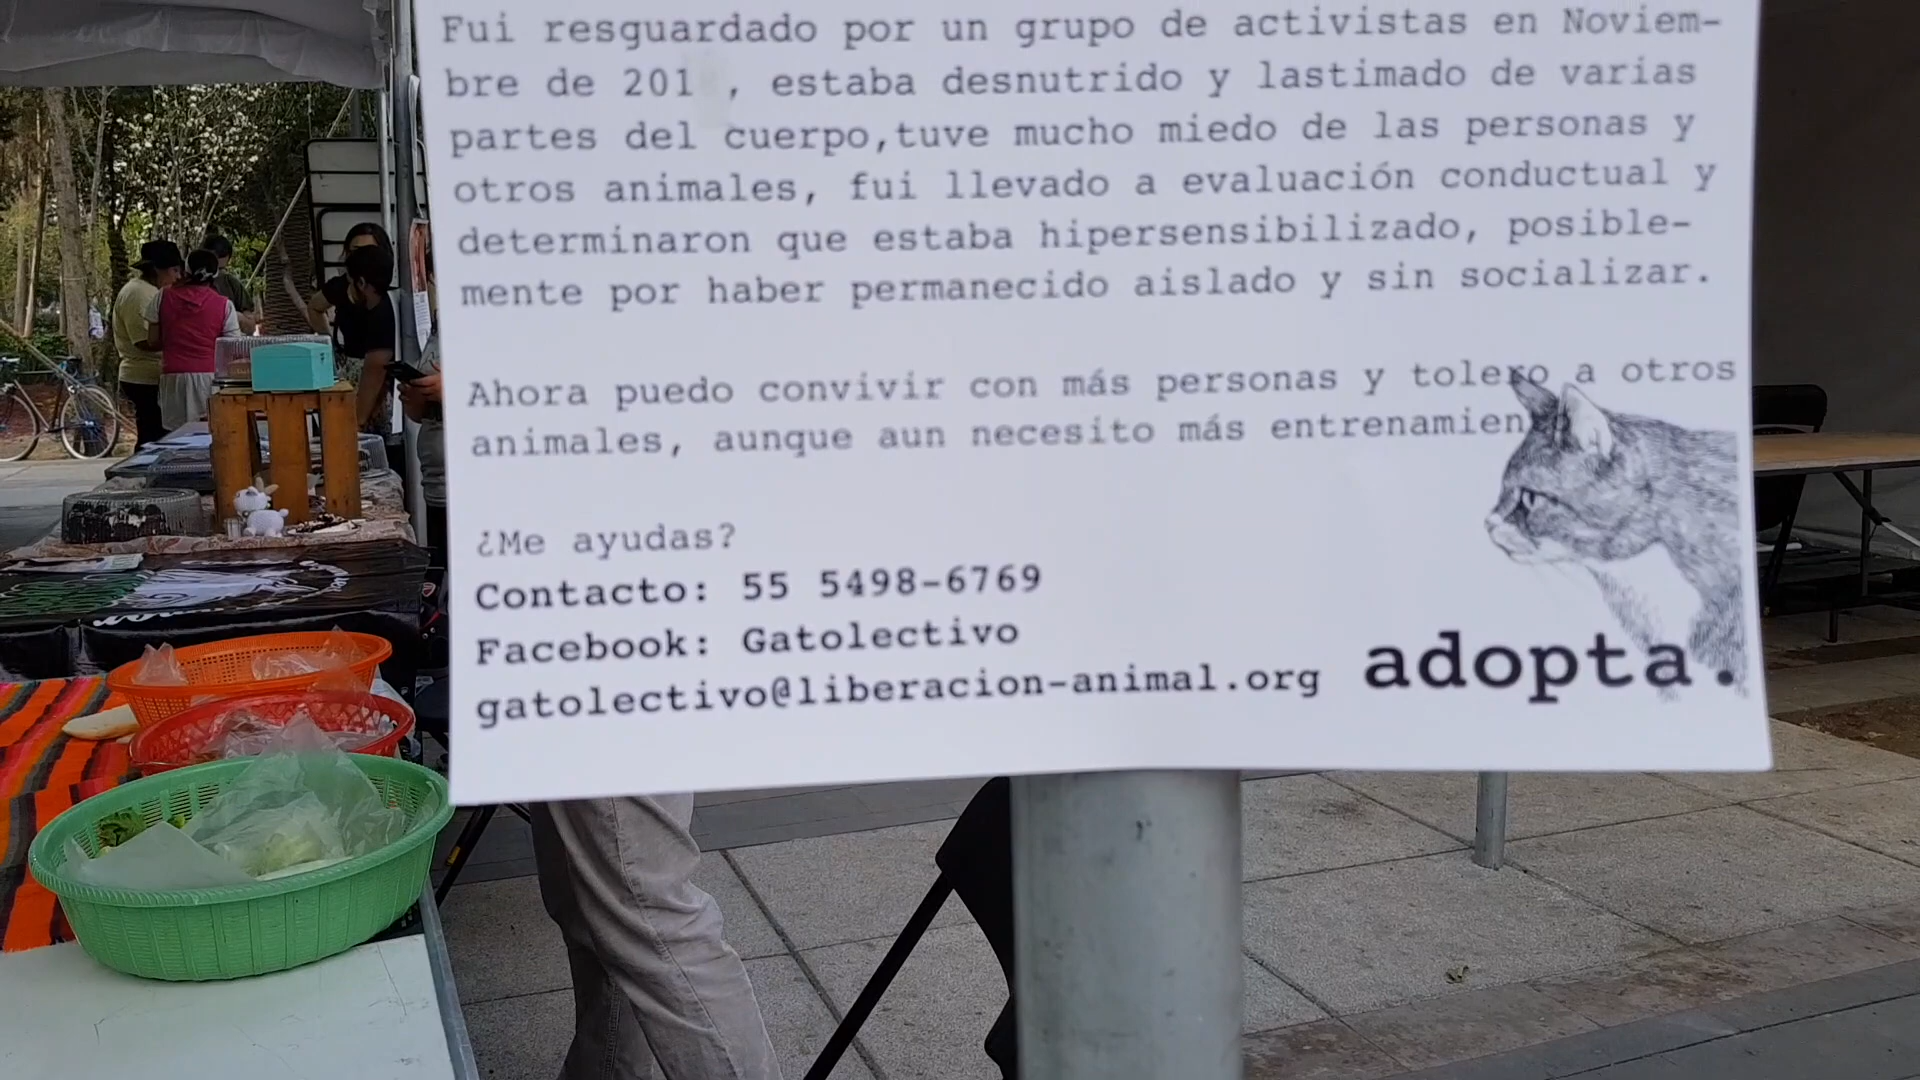 Fui resguardado por un grupo de activistas en Noviem-
bre de 201 , estaba desnutrido y lastimado de varias
partes del cuerpo,tuve mucho miedo de las personas y
otros animales, fui llevado a evaluación conductual y
determinaron que estaba hipersensibilizado, posible-
mente por haber permanecido aislado y sin socializar.
Ahora puedo convivir con más personas y tolero a otros
animales, aunque aun necesito más entrenamien
¿Me ayudas?
Contacto: 55 5498-6769
Facebook: Gatolectivo
gatolectivo@liberacion-animal.org
adopta.